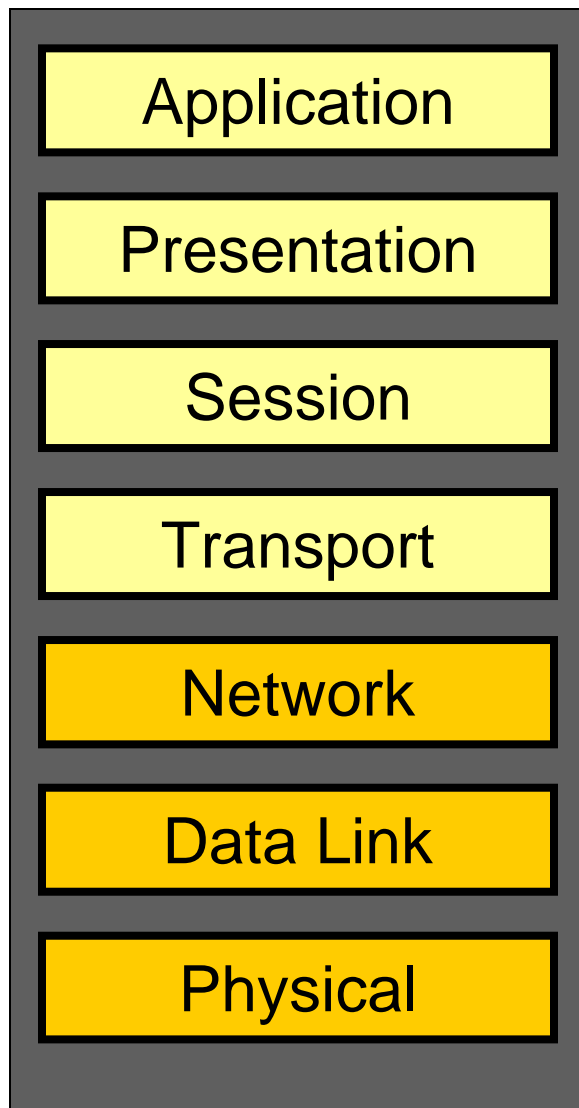 Application
Presentation
Session
Transport
Network
Data Link
Physical